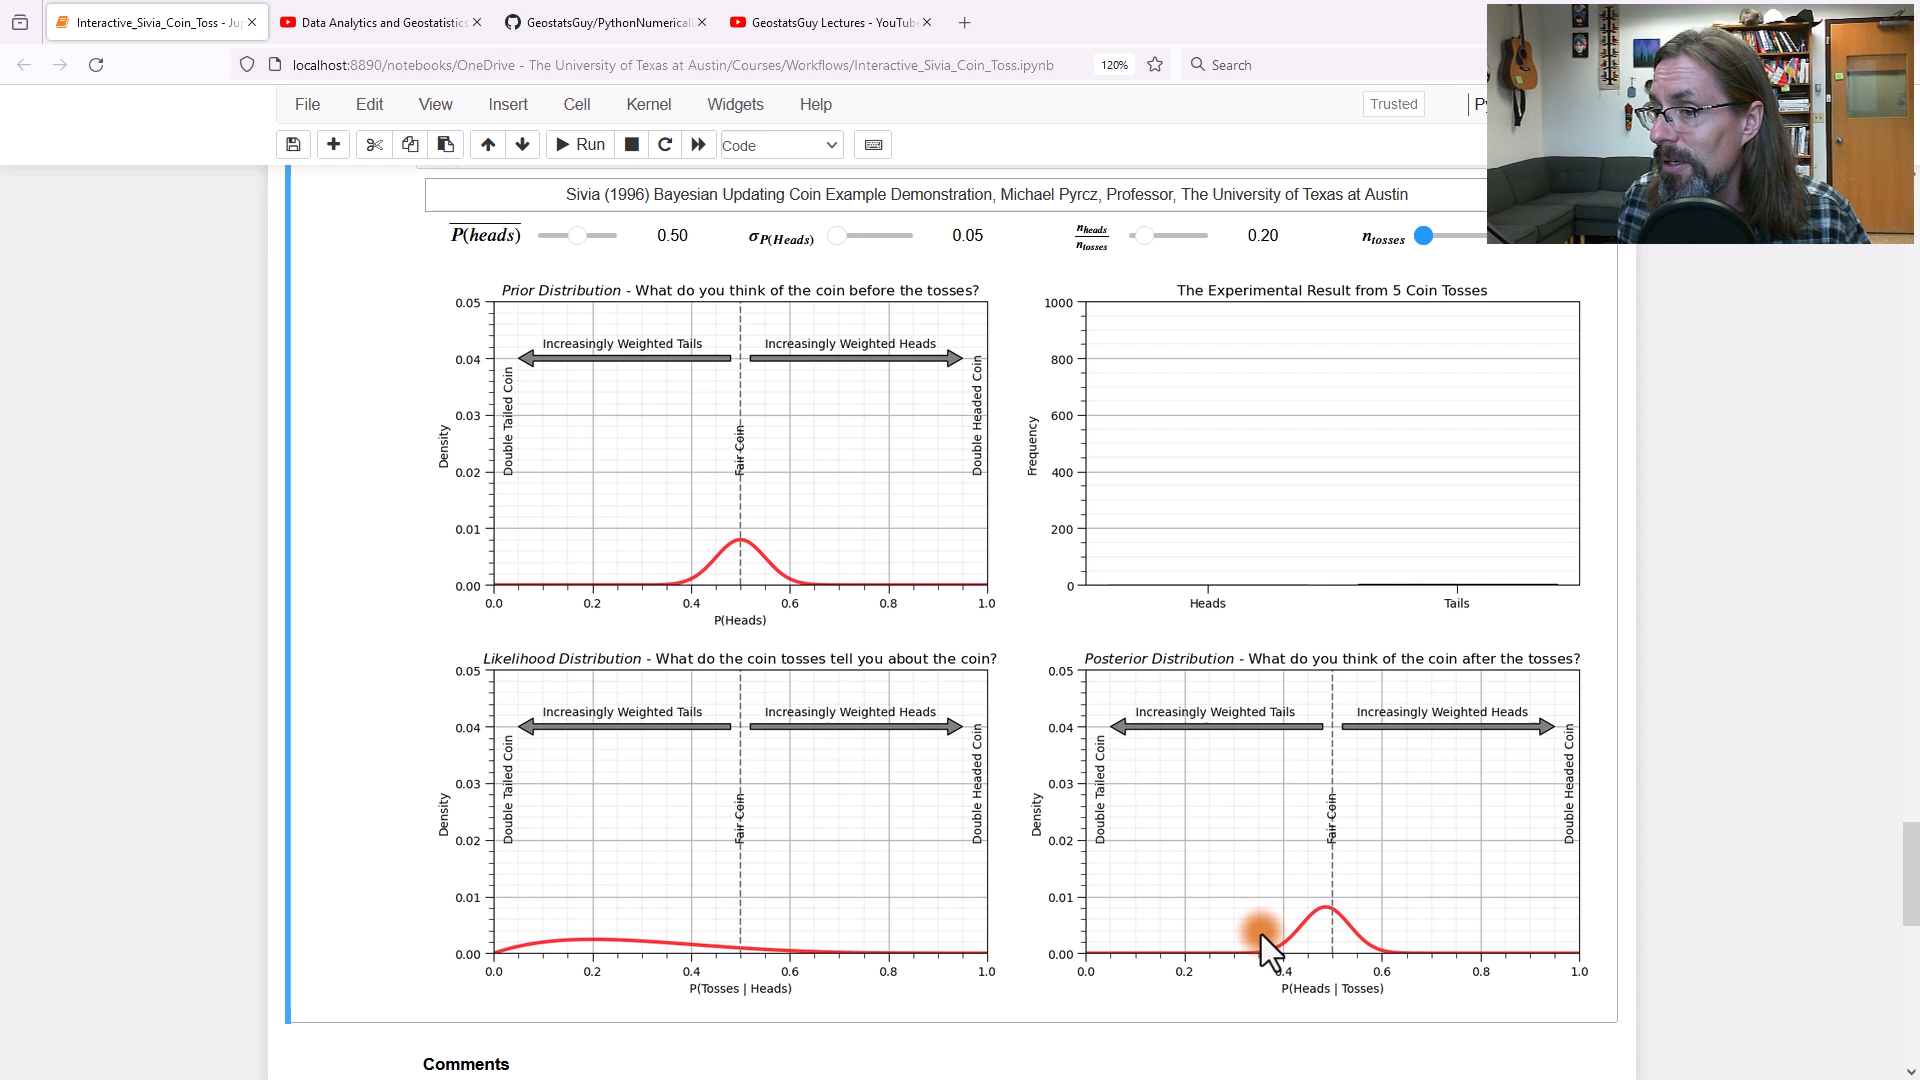 Interactive_Sivia_Coin_Toss - Ju
Data Analytics and Geostatistics
GeostatsGuy/PythonNumerical
GeostatsGuy Lectures - YouTube
localhost:8890/notebooks/OneDrive - The University of Texas at Austin/Courses/Workflows/Interactive_Sivia_Coin_Toss.ipynb
120%
Search
File Edit View Insert Cell Kernel Widgets Help
Trusted
Run
Code
Sivia (1996) Bayesian Updating Coin Example Demonstration, Michael Pyrcz, Professor, The University of Texas at Austin
P(heads) 0.50 σP(Heads) 0.05 nheads/ntosses 0.20 ntosses
Prior Distribution - What do you think of the coin before the tosses?
0.05
0.04
0.03
0.02
0.01
0.00
Density
Increasingly Weighted Tails
Increasingly Weighted Heads
Double Tailed Coin
Fair Coin
Double Headed Coin
0.0 0.2 0.4 0.6 0.8 1.0
P(Heads)
The Experimental Result from 5 Coin Tosses
1000
800
600
400
200
0
Frequency
Heads Tails
Likelihood Distribution - What do the coin tosses tell you about the coin?
0.05
0.04
0.03
0.02
0.01
0.00
Density
Increasingly Weighted Tails
Increasingly Weighted Heads
Double Tailed Coin
Fair Coin
Double Headed Coin
0.0 0.2 0.4 0.6 0.8 1.0
P(Tosses | Heads)
Posterior Distribution - What do you think of the coin after the tosses?
0.05
0.04
0.03
0.02
0.01
0.00
Density
Increasingly Weighted Tails
Increasingly Weighted Heads
Double Tailed Coin
Fair Coin
Double Headed Coin
0.0 0.2 0.4 0.6 0.8 1.0
P(Heads | Tosses)
Comments